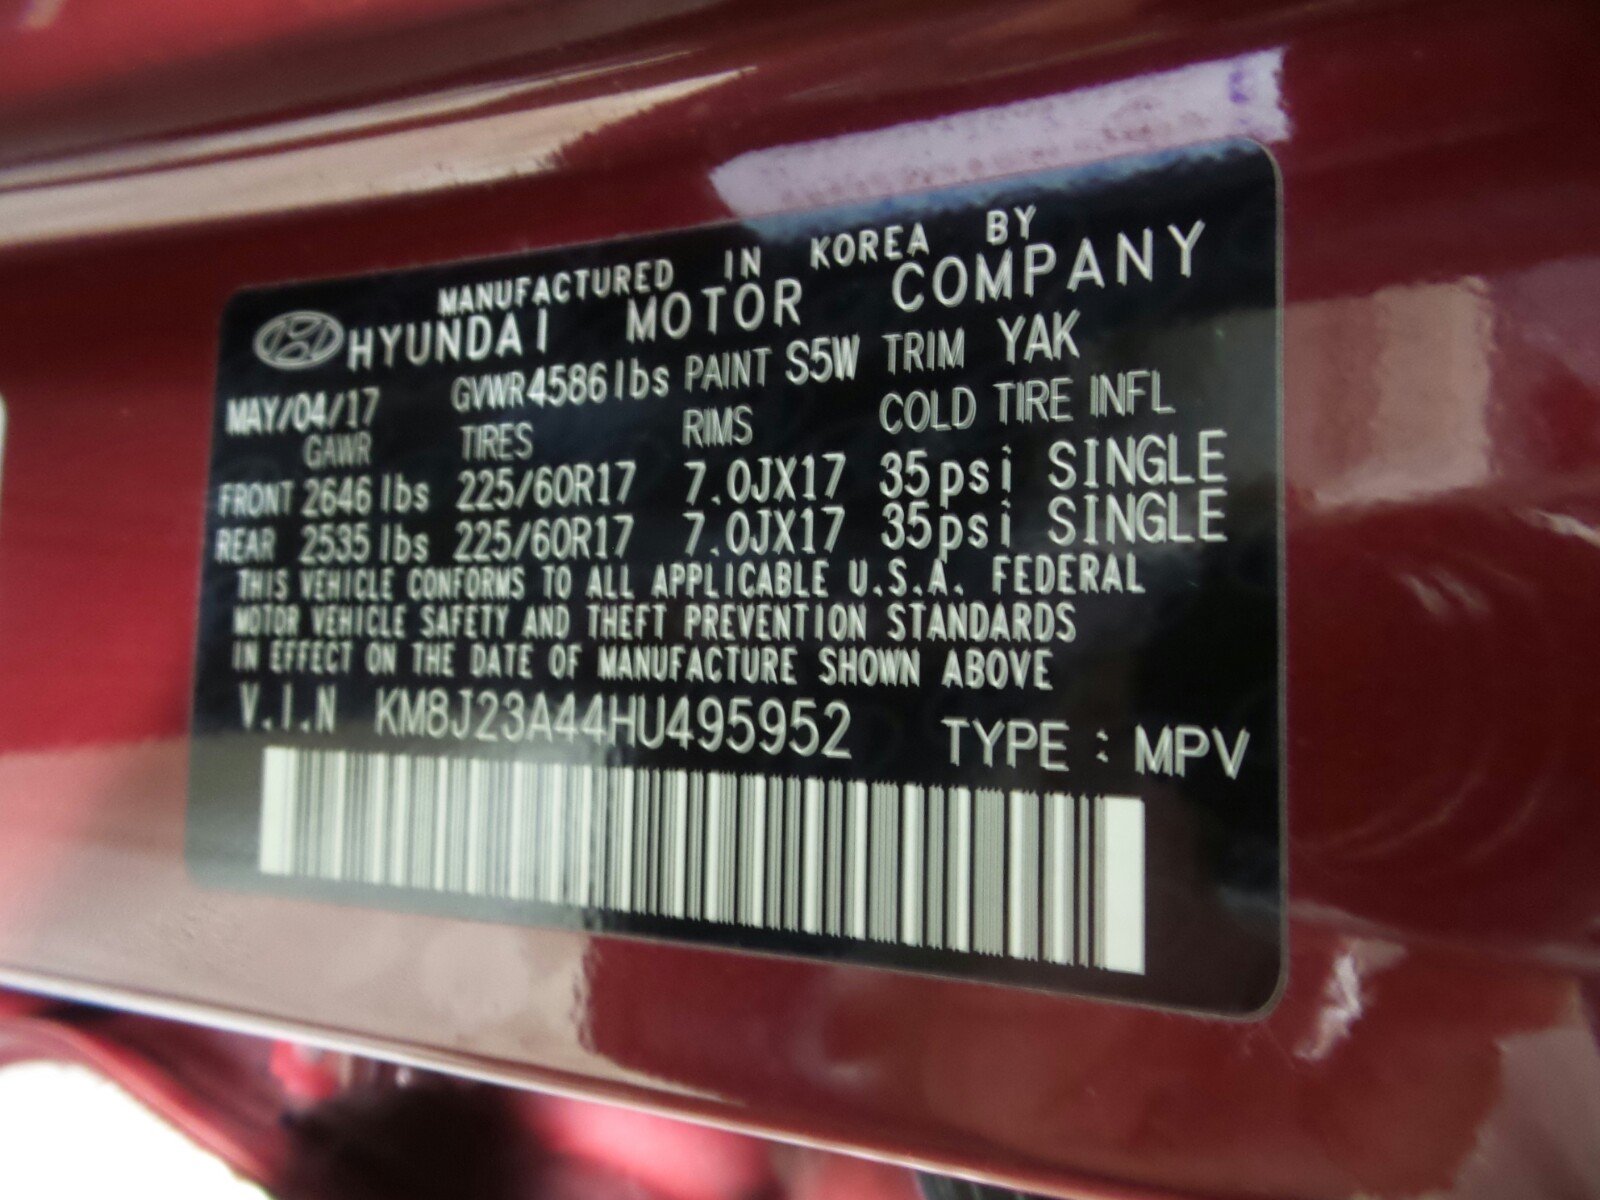 MANUFACTURED IN KOREA BY
HYUNDAI MOTOR COMPANY
MAY/04/17 GVWR4586lbs PAINT S5W TRIM YAK
GAWR TIRES RIMS COLD TIRE INFL
FRONT 2646lbs 225/60R17 7.0JX17 35psi SINGLE
REAR 2535lbs 225/60R17 7.0JX17 35psi SINGLE
THIS VEHICLE CONFORMS TO ALL APPLICABLE U.S.A. FEDERAL
MOTOR VEHICLE SAFETY AND THEFT PREVENTION STANDARDS
IN EFFECT ON THE DATE OF MANUFACTURE SHOWN ABOVE
V.I.N KM8J23A44HU495952 TYPE : MPV